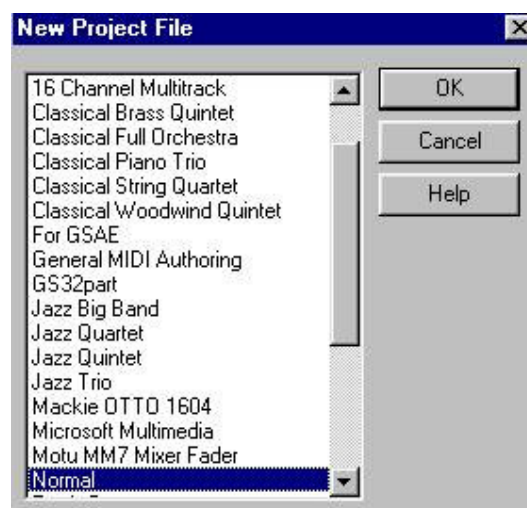 New Project File
16 Channel Multitrack
Classical Brass Quintet
Classical Full Orchestra
Classical Piano Trio
Classical String Quartet
Classical Woodwind Quintet
For GSAE
General MIDI Authoring
GS32part
Jazz Big Band
Jazz Quartet
Jazz Quintet
Jazz Trio
Mackie OTTO 1604
Microsoft Multimedia
Motu MM7 Mixer Fader
Normal
OK
Cancel
Help